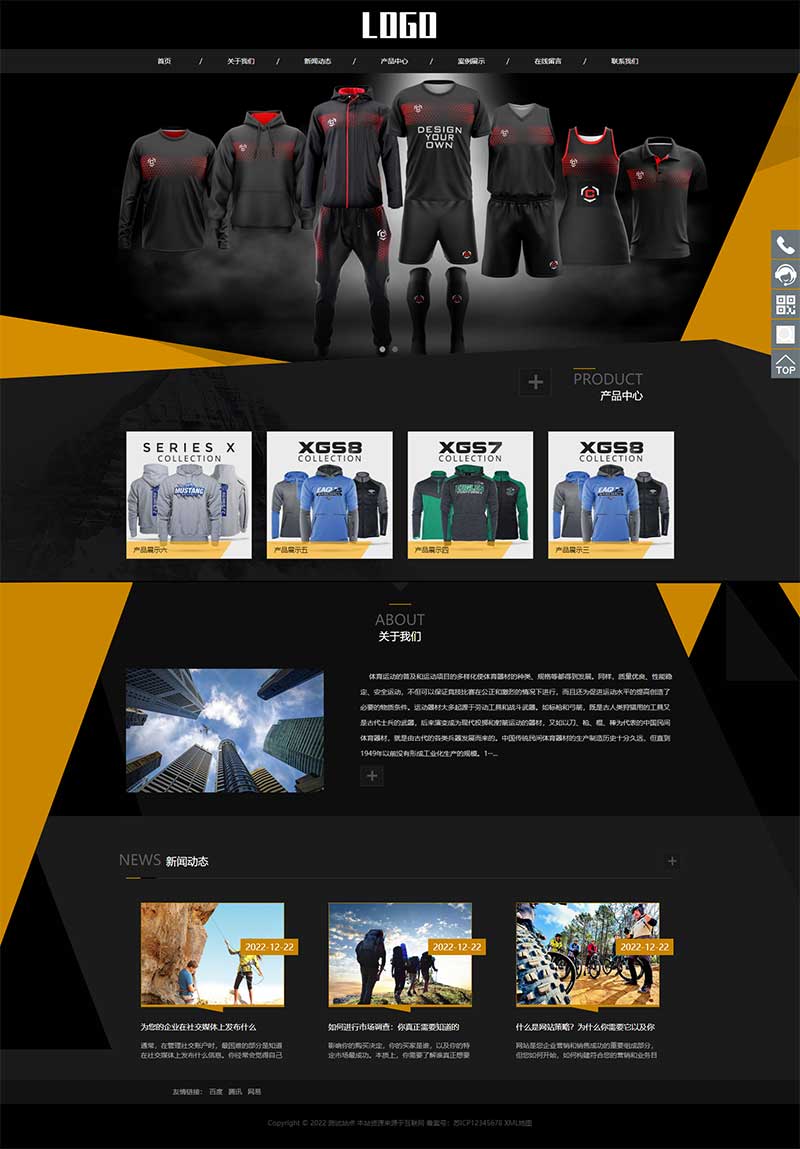 LOGO
首页 / 关于我们 / 新闻动态 / 产品中心 / 案例展示 / 在线留言 / 联系我们
DESIGN
YOUR
OWN
TOP
PRODUCT
产品中心
SERIES X
COLLECTION
MUSTANG
产品展示六
XGS8
COLLECTION
产品展示五
XGS7
COLLECTION
产品展示四
XGS8
COLLECTION
产品展示三
ABOUT
关于我们
体育运动的普及和运动项目的多样化使体育器材的种类、规格等都得到发展。同样，质量优良、性能稳
定、安全运动，不但可以保证竞技比赛在公正和激烈的情况下进行，而且还为促进运动水平的提高创造了
必要的物质条件。运动器材大多起源于劳动工具和战斗武器。如标枪和弓箭，既是古人类狩猎用的工具又
是古代士兵的武器，后来演变成为现代投掷和射箭运动的器材，又如以刀、枪、棍、棒为代表的中国民间
体育器材，就是由古代的各类兵器发展而来的。中国传统民间体育器材的生产制造历史十分久远，但直到
1949年以前没有形成工业化生产的规模。1--...
NEWS 新闻动态
2022-12-22
2022-12-22
2022-12-22
为您的企业在社交媒体上发布什么
通常，在管理社交账户时，最困难的部分是知道
在社交媒体上发布什么信息。你经常会觉得自己
如何进行市场调查：你真正需要知道的
影响你的购买决定，你的买家是谁，以及你的特
定市场最成功。本质上，你需要了解谁真正想要
什么是网站策略？为什么你需要它以及你
网站是您企业营销和销售成功的重要组成部分，
但您如何开始，如何构建符合您的营销和业务目
友情链接： 百度 腾讯 网易
Copyright © 2022 测试站点 本站资源来源于互联网 备案号：苏ICP12345678 XML地图